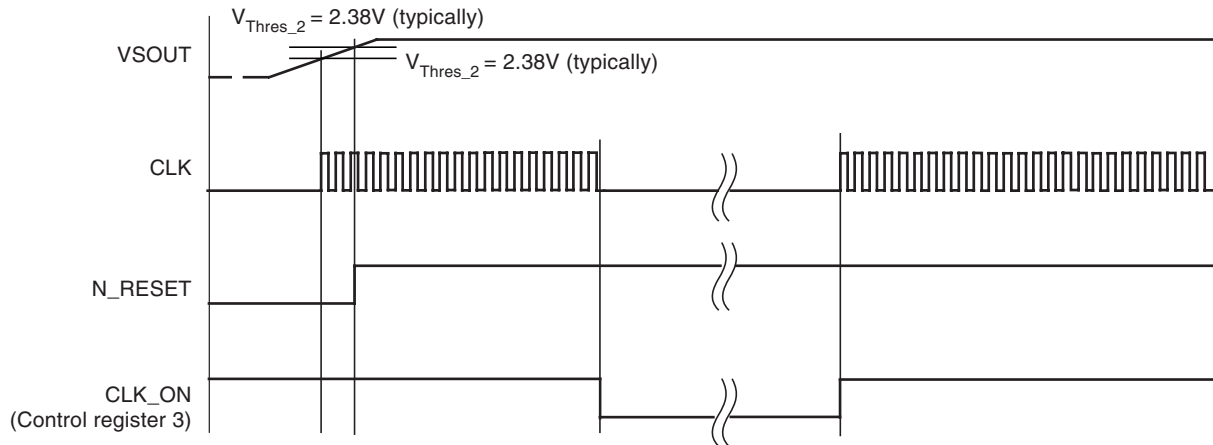 V_Thres_2 = 2.38V (typically)
VSOUT
V_Thres_2 = 2.38V (typically)
CLK
N_RESET
CLK_ON
(Control register 3)